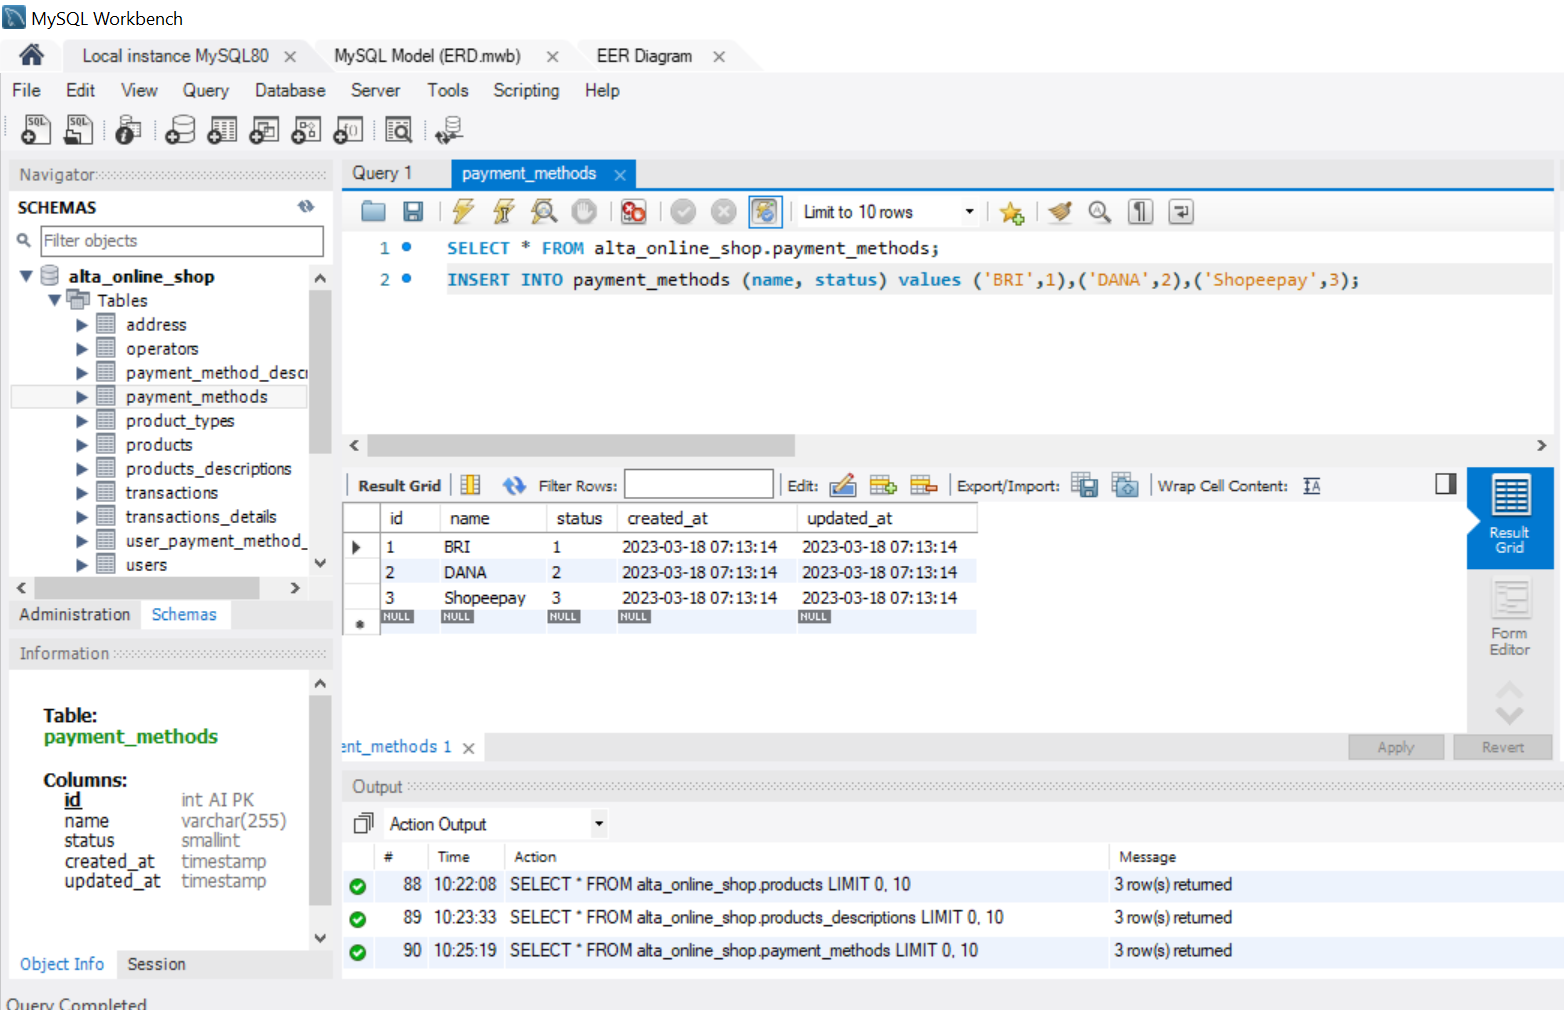 MySQL Workbench
Local instance MySQL80
MySQL Model (ERD.mwb)
EER Diagram
File Edit View Query Database Server Tools Scripting Help
Navigator
SCHEMAS
Filter objects
alta_online_shop
Tables
address
operators
payment_method_descr
payment_methods
product_types
products
products_descriptions
transactions
transactions_details
user_payment_method_
users
Administration Schemas
Information
Table:
payment_methods
Columns:
id int AI PK
name varchar(255)
status smallint
created_at timestamp
updated_at timestamp
Object Info Session
Query Completed
Query 1 payment_methods
Limit to 10 rows
1 SELECT * FROM alta_online_shop.payment_methods;
2 INSERT INTO payment_methods (name, status) values ('BRI',1),('DANA',2),('Shopeepay',3);
Result Grid Filter Rows: Edit: Export/Import: Wrap Cell Content:
id name status created_at updated_at
1 BRI 1 2023-03-18 07:13:14 2023-03-18 07:13:14
2 DANA 2 2023-03-18 07:13:14 2023-03-18 07:13:14
3 Shopeepay 3 2023-03-18 07:13:14 2023-03-18 07:13:14
NULL NULL NULL NULL NULL
Result
Grid
Form
Editor
ent_methods 1
Apply Revert
Output
Action Output
# Time Action Message
88 10:22:08 SELECT * FROM alta_online_shop.products LIMIT 0, 10 3 row(s) returned
89 10:23:33 SELECT * FROM alta_online_shop.products_descriptions LIMIT 0, 10 3 row(s) returned
90 10:25:19 SELECT * FROM alta_online_shop.payment_methods LIMIT 0, 10 3 row(s) returned